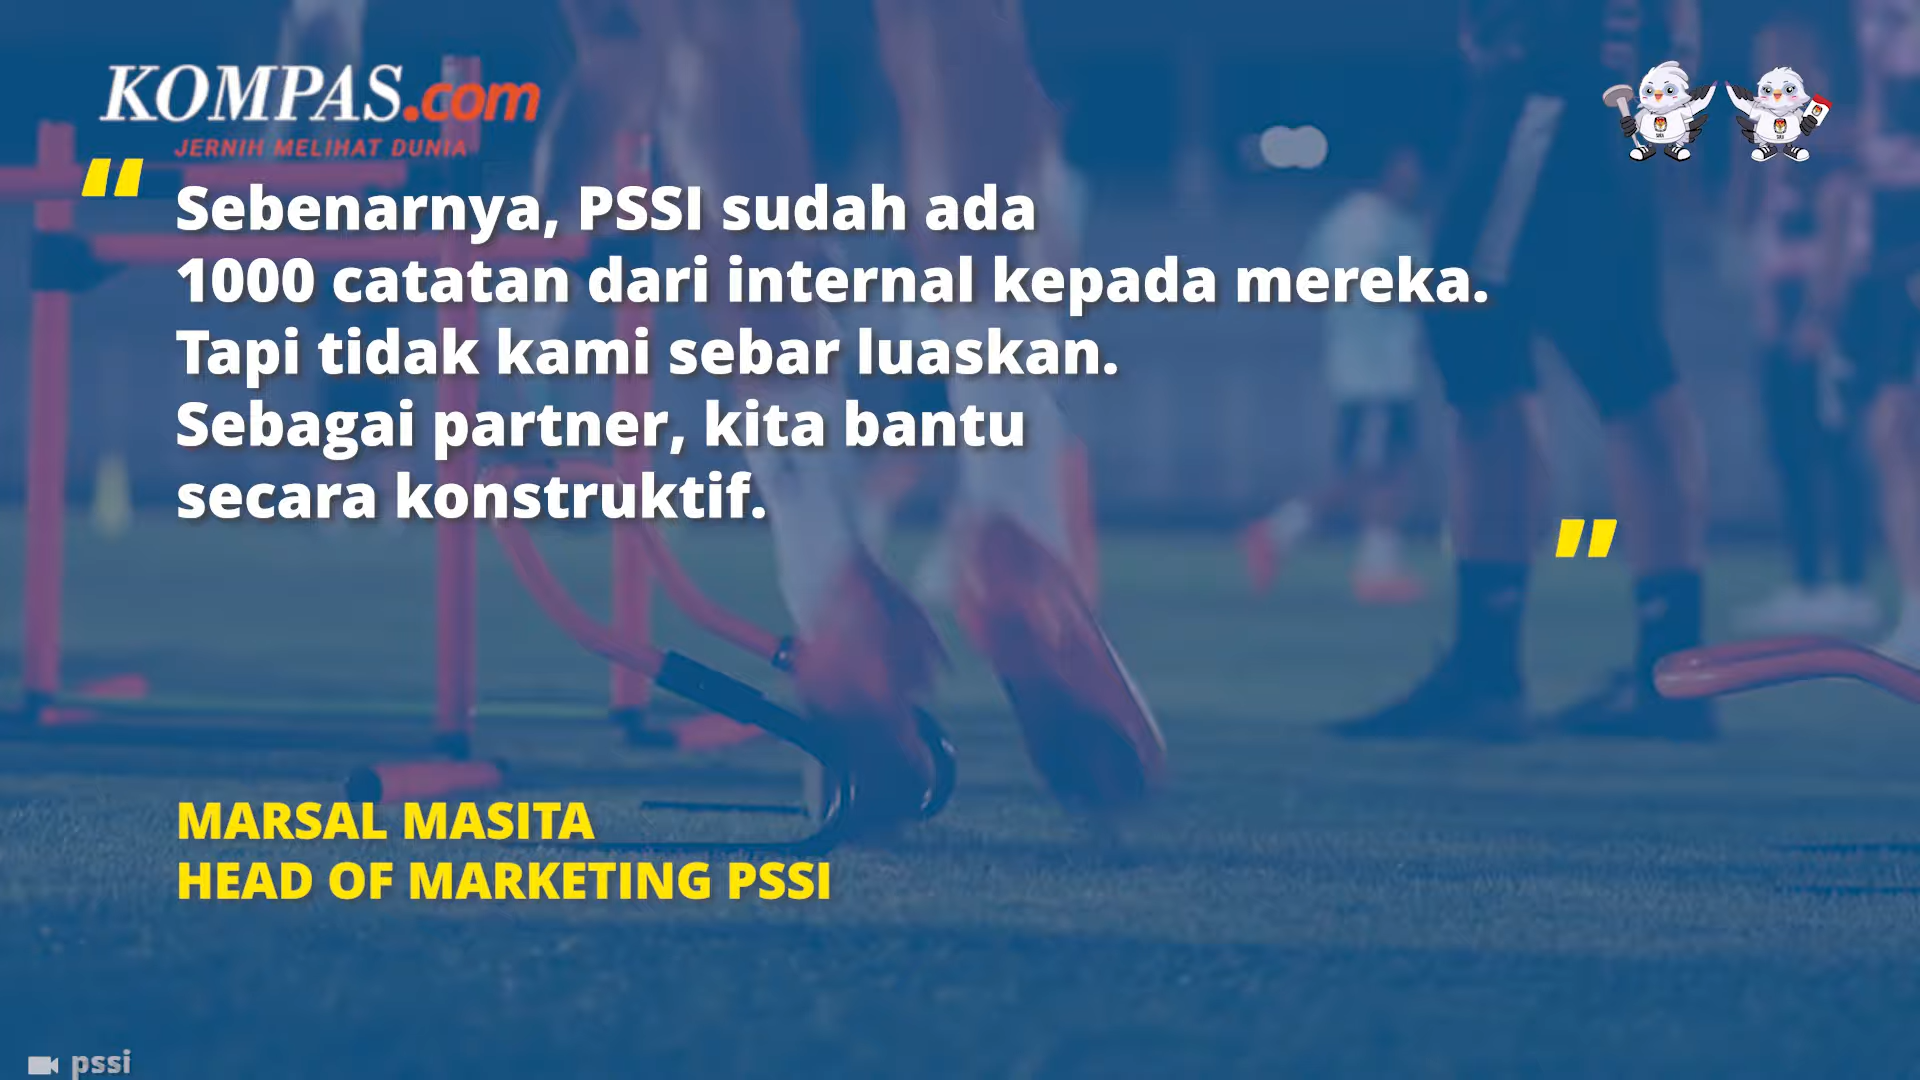 KOMPAS.com
JERNIH MELIHAT DUNIA
"Sebenarnya, PSSI sudah ada
1000 catatan dari internal kepada mereka.
Tapi tidak kami sebar luaskan.
Sebagai partner, kita bantu
secara konstruktif."
MARSAL MASITA
HEAD OF MARKETING PSSI
pssi